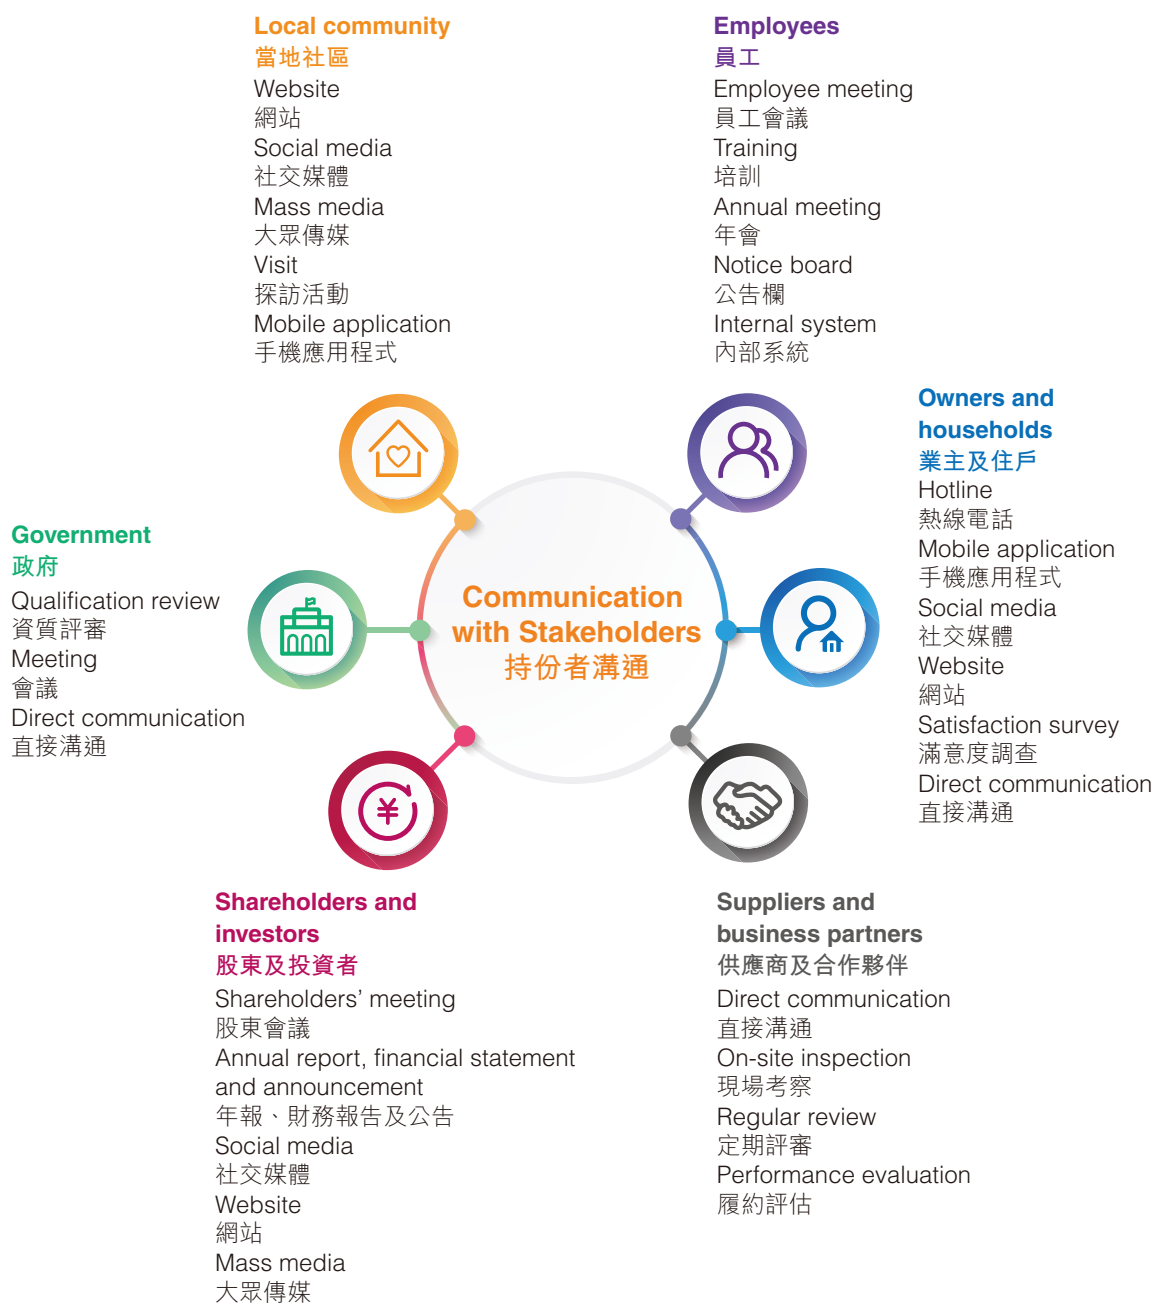 Local community
當地社區
Website
網站
Social media
社交媒體
Mass media
大眾傳媒
Visit
探訪活動
Mobile application
手機應用程式
Employees
員工
Employee meeting
員工會議
Training
培訓
Annual meeting
年會
Notice board
公告欄
Internal system
內部系統
Owners and
households
業主及住戶
Hotline
熱線電話
Mobile application
手機應用程式
Social media
社交媒體
Website
網站
Satisfaction survey
滿意度調查
Direct communication
直接溝通
Government
政府
Qualification review
資質評審
Meeting
會議
Direct communication
直接溝通
Communication
with Stakeholders
持份者溝通
¥
Shareholders and
investors
股東及投資者
Shareholders’ meeting
股東會議
Annual report, financial statement
and announcement
年報、財務報告及公告
Social media
社交媒體
Website
網站
Mass media
大眾傳媒
Suppliers and
business partners
供應商及合作夥伴
Direct communication
直接溝通
On-site inspection
現場考察
Regular review
定期評審
Performance evaluation
履約評估